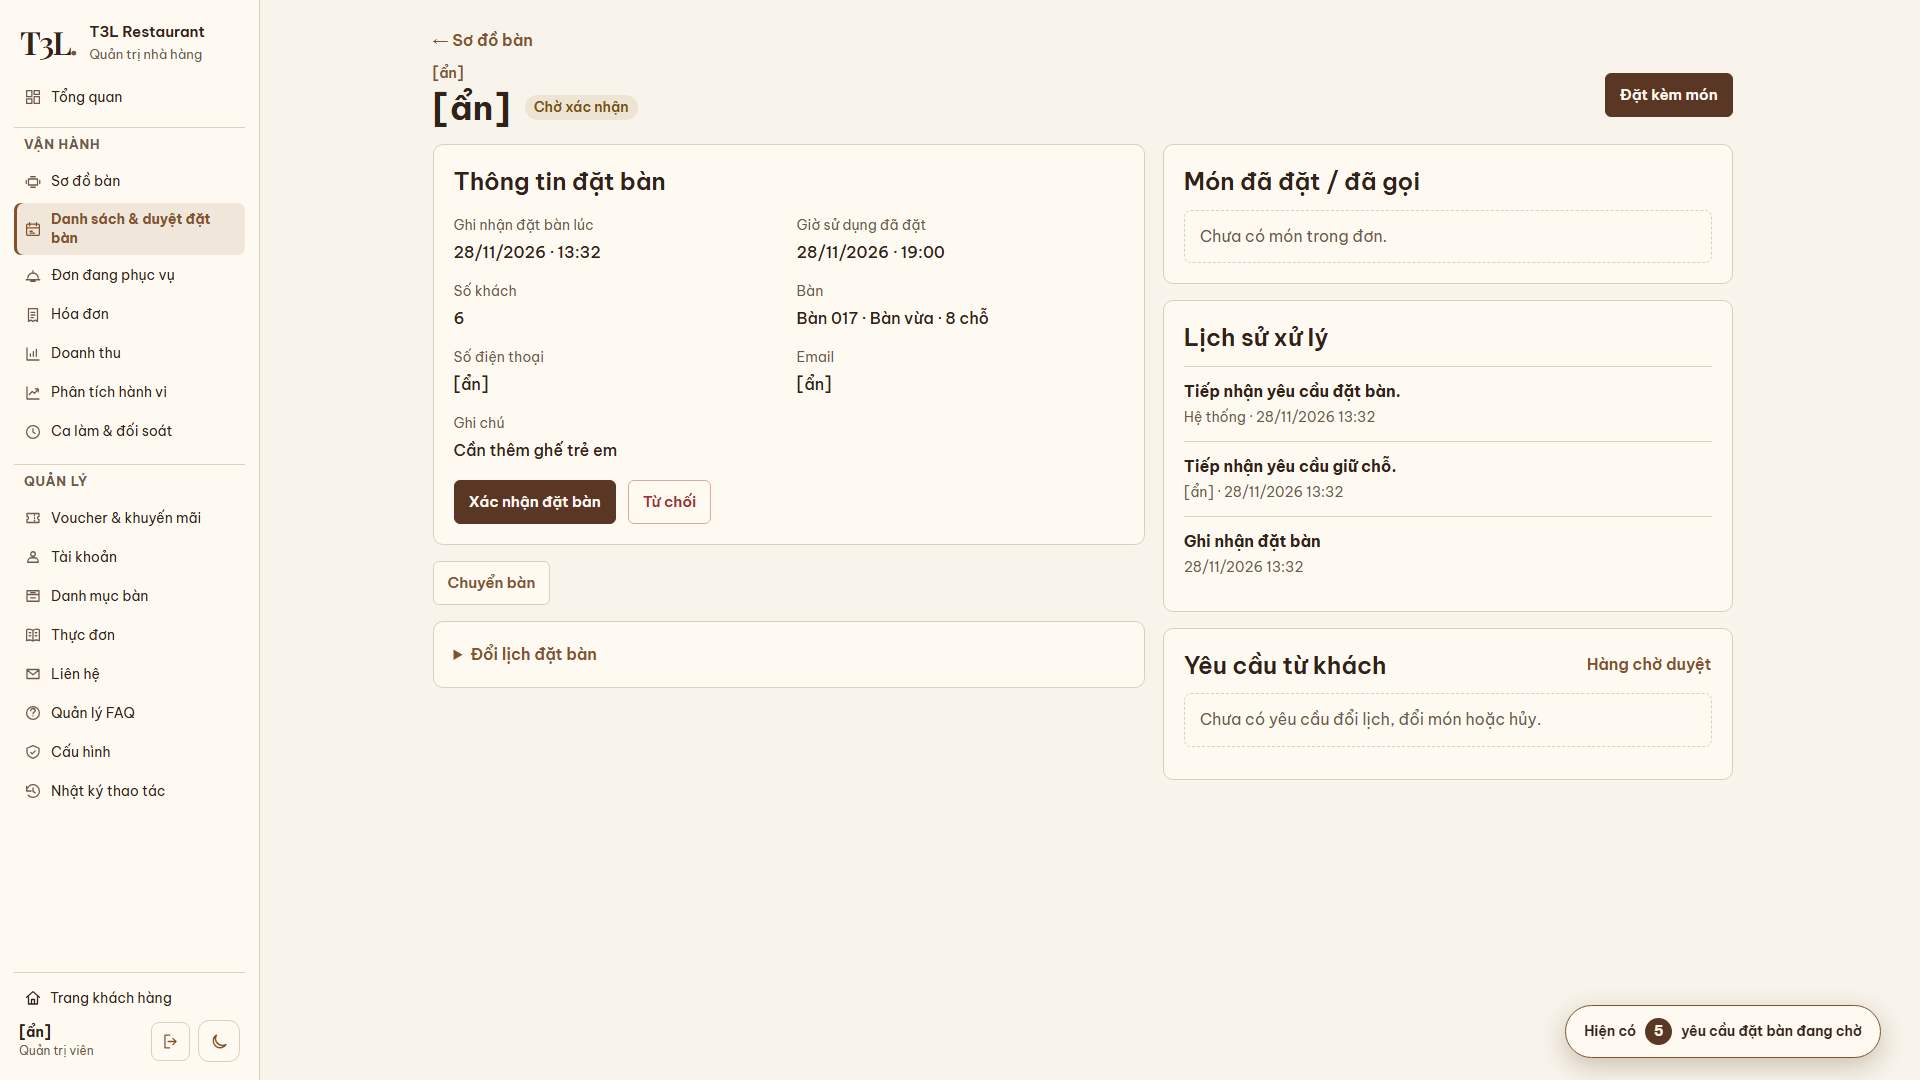 T3L.
T3L Restaurant
Quản trị nhà hàng
Tổng quan
VẬN HÀNH
Sơ đồ bàn
Danh sách & duyệt đặt
bàn
Đơn đang phục vụ
Hóa đơn
Doanh thu
Phân tích hành vi
Ca làm & đối soát
QUẢN LÝ
Voucher & khuyến mãi
Tài khoản
Danh mục bàn
Thực đơn
Liên hệ
Quản lý FAQ
Cấu hình
Nhật ký thao tác
Trang khách hàng
[ẩn]
Quản trị viên
← Sơ đồ bàn
[ẩn]
[ẩn] Chờ xác nhận
Đặt kèm món
Thông tin đặt bàn
Ghi nhận đặt bàn lúc
28/11/2026 · 13:32
Giờ sử dụng đã đặt
28/11/2026 · 19:00
Số khách
6
Bàn
Bàn 017 · Bàn vừa · 8 chỗ
Số điện thoại
[ẩn]
Email
[ẩn]
Ghi chú
Cần thêm ghế trẻ em
Xác nhận đặt bàn
Từ chối
Chuyển bàn
▶ Đổi lịch đặt bàn
Món đã đặt / đã gọi
Chưa có món trong đơn.
Lịch sử xử lý
Tiếp nhận yêu cầu đặt bàn.
Hệ thống · 28/11/2026 13:32
Tiếp nhận yêu cầu giữ chỗ.
[ẩn] · 28/11/2026 13:32
Ghi nhận đặt bàn
28/11/2026 13:32
Yêu cầu từ khách
Hàng chờ duyệt
Chưa có yêu cầu đổi lịch, đổi món hoặc hủy.
Hiện có 5 yêu cầu đặt bàn đang chờ